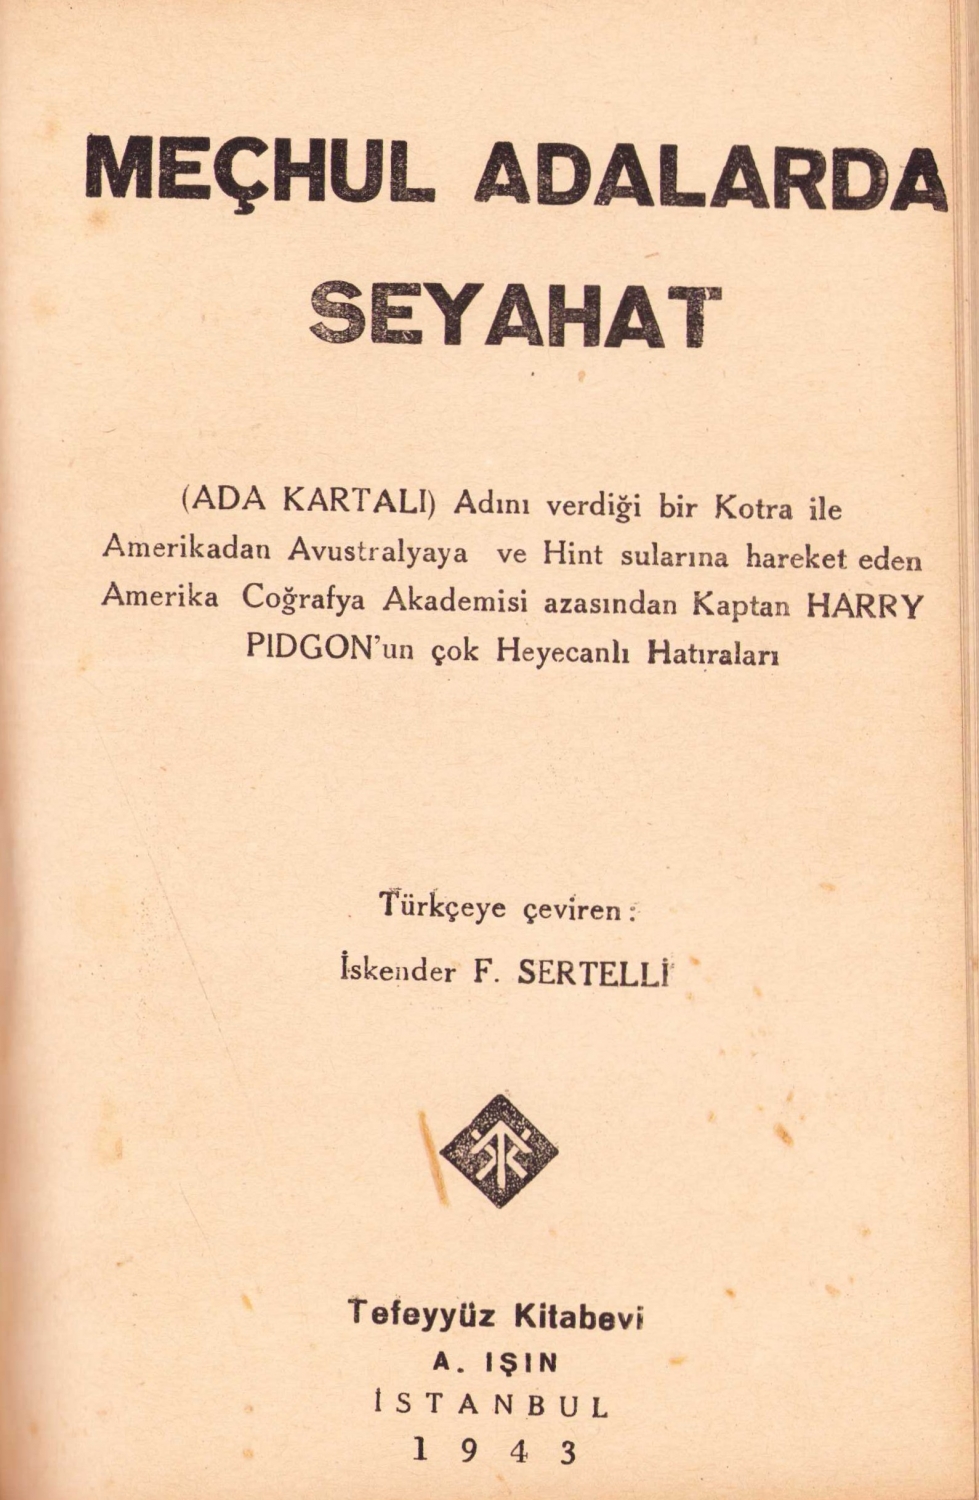 MEÇHUL ADALARDA
SEYAHAT
(ADA KARTALI) Adını verdiği bir Kotra ile
Amerikadan Avustralyaya ve Hint sularına hareket eden
Amerika Coğrafya Akademisi azasından Kaptan HARRY
PIDGON'un çok Heyecanlı Hatıraları
Türkçeye çeviren :
İskender F. SERTELLİ
Tefeyyüz Kitabevi
A. IŞIN
İSTANBUL
1943